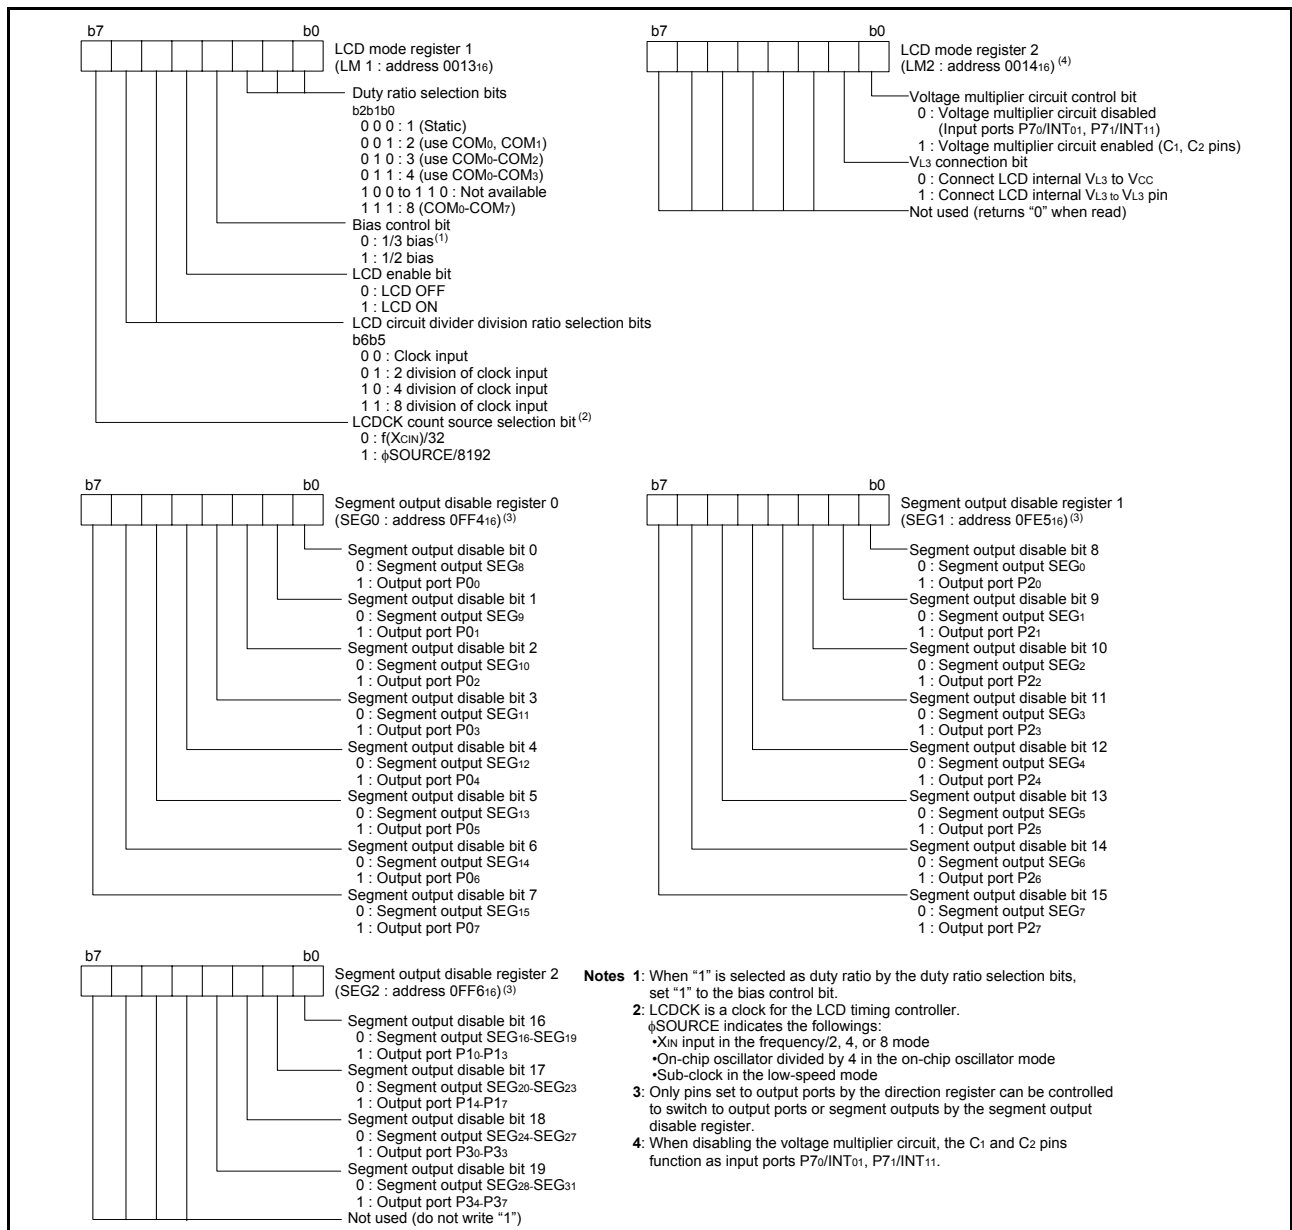 b7 b0
LCD mode register 1
(LM 1 : address 0013₁₆)
Duty ratio selection bits
b2b1b0
0 0 0 : 1 (Static)
0 0 1 : 2 (use COM₀, COM₁)
0 1 0 : 3 (use COM₀-COM₂)
0 1 1 : 4 (use COM₀-COM₃)
1 0 0 to 1 1 0 : Not available
1 1 1 : 8 (COM₀-COM₇)
Bias control bit
0 : 1/3 bias⁽¹⁾
1 : 1/2 bias
LCD enable bit
0 : LCD OFF
1 : LCD ON
LCD circuit divider division ratio selection bits
b6b5
0 0 : Clock input
0 1 : 2 division of clock input
1 0 : 4 division of clock input
1 1 : 8 division of clock input
LCDCK count source selection bit ⁽²⁾
0 : f(XCIN)/32
1 : ϕSOURCE/8192
b7 b0
LCD mode register 2
(LM2 : address 0014₁₆) ⁽⁴⁾
Voltage multiplier circuit control bit
0 : Voltage multiplier circuit disabled
(Input ports P7₀/INT₀₁, P7₁/INT₁₁)
1 : Voltage multiplier circuit enabled (C₁, C₂ pins)
VL3 connection bit
0 : Connect LCD internal VL3 to VCC
1 : Connect LCD internal VL3 to VL3 pin
Not used (returns “0” when read)
b7 b0
Segment output disable register 0
(SEG0 : address 0FF4₁₆)⁽³⁾
Segment output disable bit 0
0 : Segment output SEG₈
1 : Output port P0₀
Segment output disable bit 1
0 : Segment output SEG₉
1 : Output port P0₁
Segment output disable bit 2
0 : Segment output SEG₁₀
1 : Output port P0₂
Segment output disable bit 3
0 : Segment output SEG₁₁
1 : Output port P0₃
Segment output disable bit 4
0 : Segment output SEG₁₂
1 : Output port P0₄
Segment output disable bit 5
0 : Segment output SEG₁₃
1 : Output port P0₅
Segment output disable bit 6
0 : Segment output SEG₁₄
1 : Output port P0₆
Segment output disable bit 7
0 : Segment output SEG₁₅
1 : Output port P0₇
b7 b0
Segment output disable register 1
(SEG1 : address 0FE5₁₆)⁽³⁾
Segment output disable bit 8
0 : Segment output SEG₀
1 : Output port P2₀
Segment output disable bit 9
0 : Segment output SEG₁
1 : Output port P2₁
Segment output disable bit 10
0 : Segment output SEG₂
1 : Output port P2₂
Segment output disable bit 11
0 : Segment output SEG₃
1 : Output port P2₃
Segment output disable bit 12
0 : Segment output SEG₄
1 : Output port P2₄
Segment output disable bit 13
0 : Segment output SEG₅
1 : Output port P2₅
Segment output disable bit 14
0 : Segment output SEG₆
1 : Output port P2₆
Segment output disable bit 15
0 : Segment output SEG₇
1 : Output port P2₇
b7 b0
Segment output disable register 2
(SEG2 : address 0FF6₁₆)⁽³⁾
Segment output disable bit 16
0 : Segment output SEG₁₆-SEG₁₉
1 : Output port P1₀-P1₃
Segment output disable bit 17
0 : Segment output SEG₂₀-SEG₂₃
1 : Output port P1₄-P1₇
Segment output disable bit 18
0 : Segment output SEG₂₄-SEG₂₇
1 : Output port P3₀-P3₃
Segment output disable bit 19
0 : Segment output SEG₂₈-SEG₃₁
1 : Output port P3₄-P3₇
Not used (do not write “1”)
Notes 1: When “1” is selected as duty ratio by the duty ratio selection bits,
set “1” to the bias control bit.
2: LCDCK is a clock for the LCD timing controller.
ϕSOURCE indicates the followings:
•XIN input in the frequency/2, 4, or 8 mode
•On-chip oscillator divided by 4 in the on-chip oscillator mode
•Sub-clock in the low-speed mode
3: Only pins set to output ports by the direction register can be controlled
to switch to output ports or segment outputs by the segment output
disable register.
4: When disabling the voltage multiplier circuit, the C₁ and C₂ pins
function as input ports P7₀/INT₀₁, P7₁/INT₁₁.